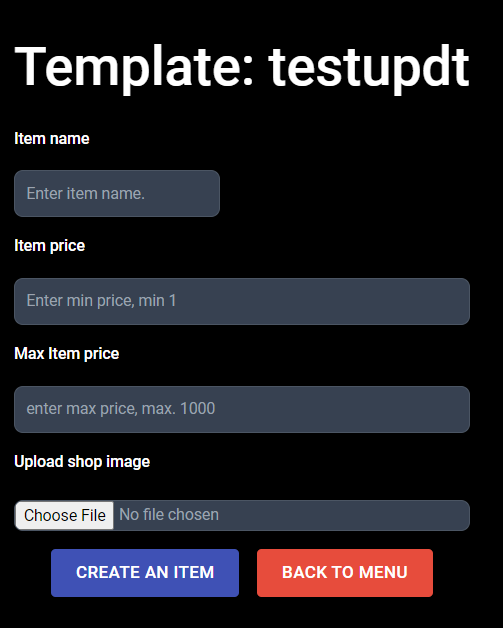 Template: testupdt
Item name
Enter item name.
Item price
Enter min price, min 1
Max Item price
enter max price, max. 1000
Upload shop image
Choose File No file chosen
CREATE AN ITEM BACK TO MENU